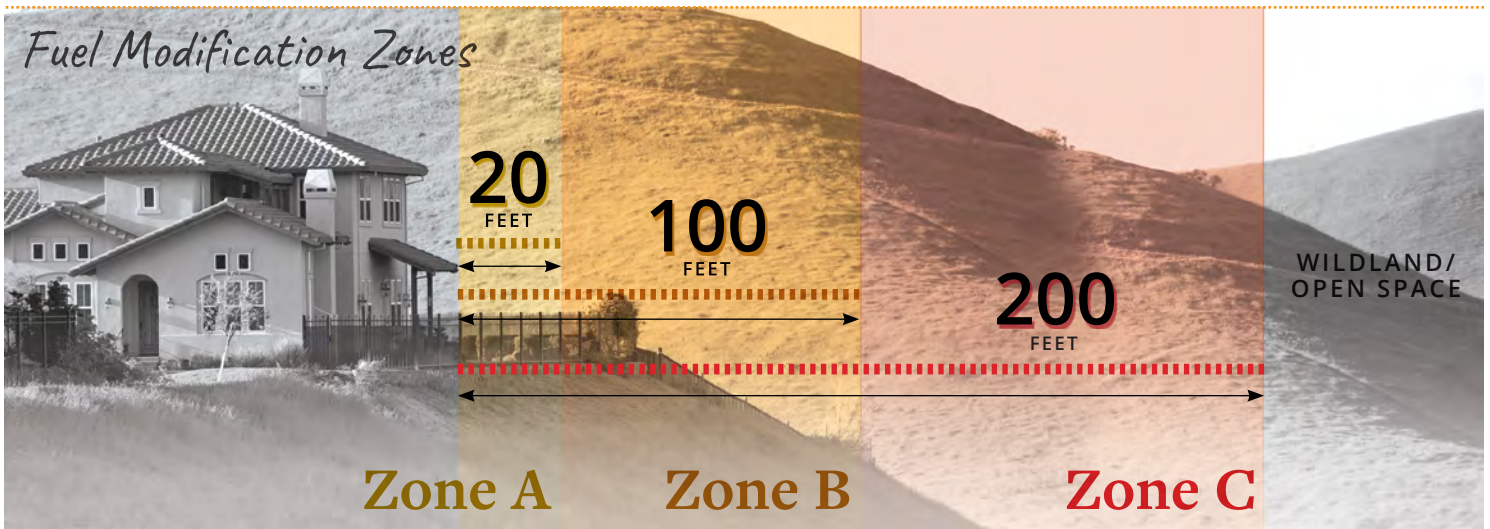 Fuel Modification Zones
20
FEET
100
FEET
200
FEET
WILDLAND/
OPEN SPACE
Zone A
Zone B
Zone C